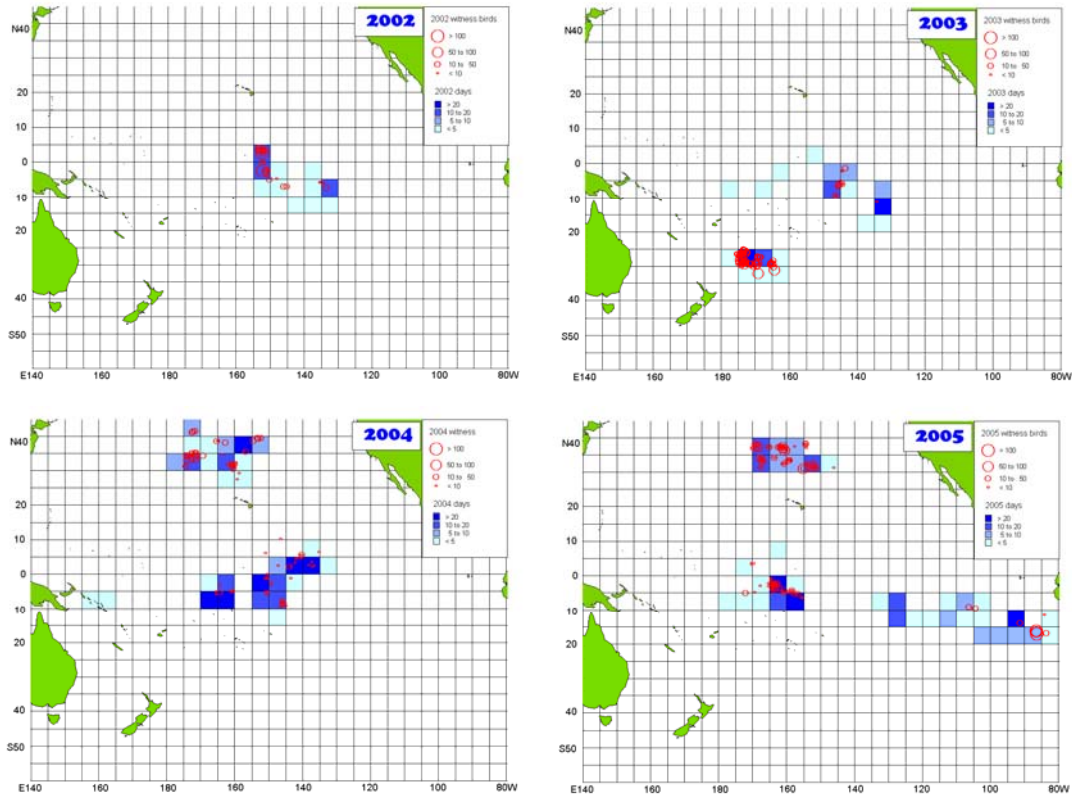 2002
2002 witness birds
> 100
50 to 100
10 to 50
< 10
2002 days
> 20
10 to 20
5 to 10
< 5
N40
20
0
20
40
S50
E140 160 180 160 140 120 100 80W
2003
2003 witness birds
> 100
50 to 100
10 to 50
< 10
2003 days
> 20
10 to 20
5 to 10
< 5
N40
20
0
10
20
40
S50
E140 160 180 160 140 120 100 80W
2004
2004 witness
> 100
50 to 100
10 to 50
< 10
2004 days
> 20
10 to 20
5 to 10
< 5
N40
20
0
10
20
40
S50
E140 160 180 160 140 120 100 80W
2005
2005 witness birds
> 100
50 to 100
10 to 50
< 10
2005 days
> 20
10 to 20
5 to 10
< 5
N40
20
0
10
20
40
S50
E140 160 180 160 140 120 100 80W